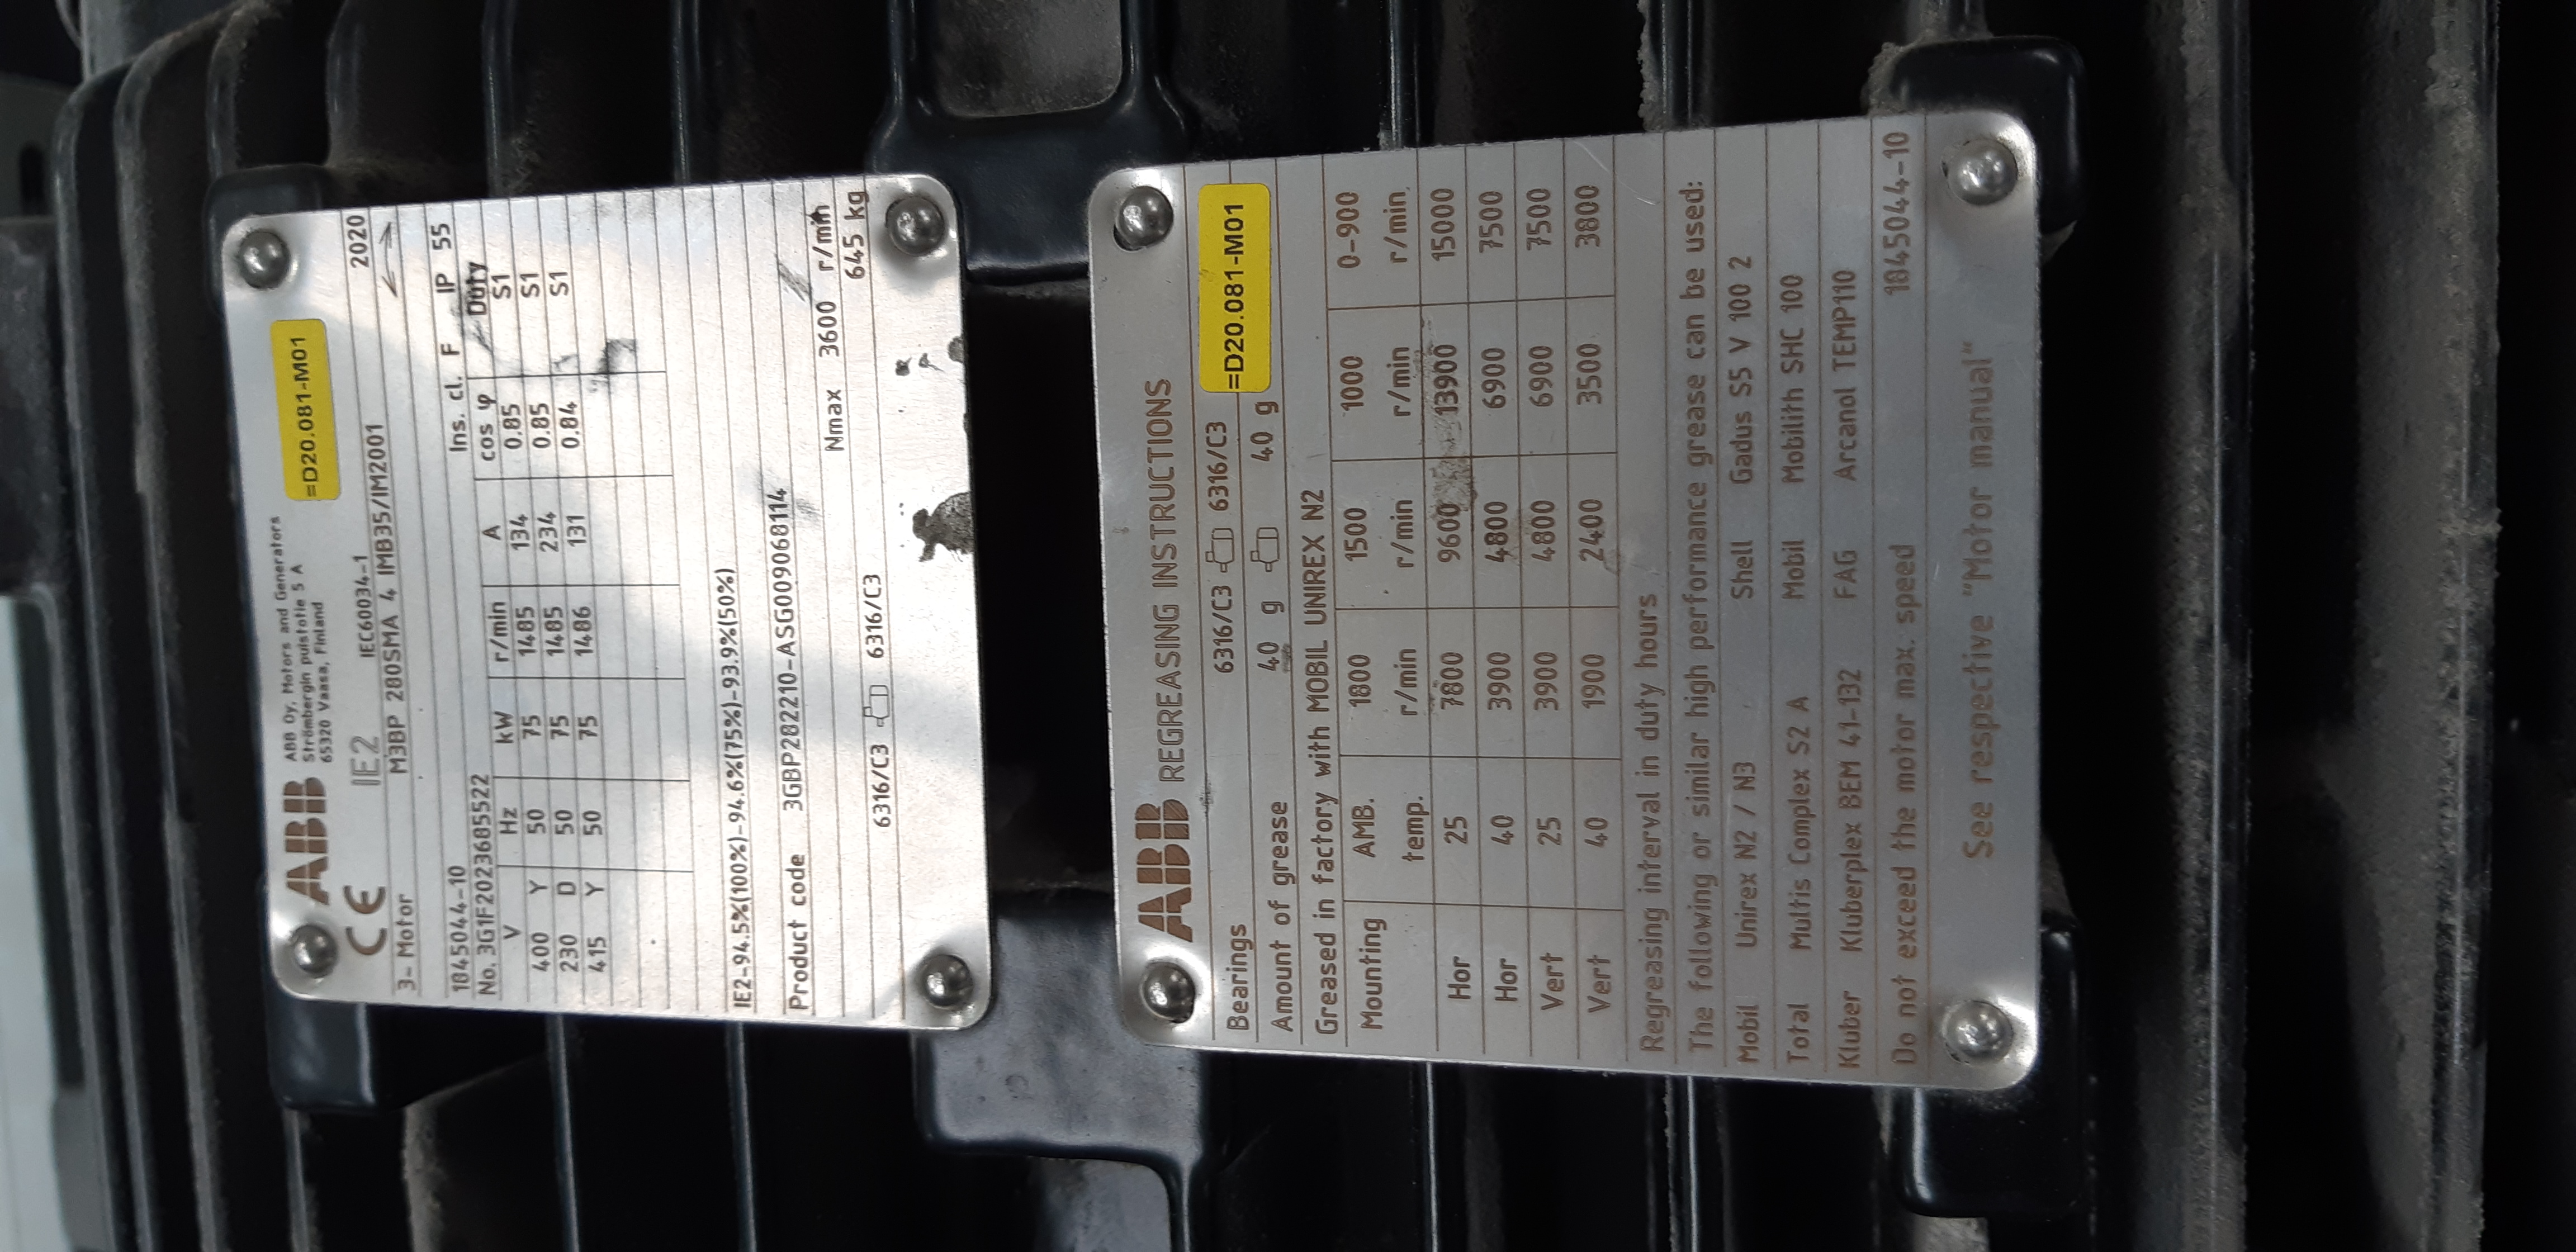 ABB ABB Oy, Motors and Generators
Strömbergin puistotie 5 A
65320 Vaasa, Finland
=D20.081-M01
CE IE2 IEC60034-1 2020
3~ Motor M3BP 280SMA 4 IMB35/IM2001
1845044-10 Ins. cl. F IP 55
No. 3G1F2023685522
V Hz kW r/min A cos φ Duty
400 Y 50 75 1485 134 0.85 S1
230 D 50 75 1485 234 0.85 S1
415 Y 50 75 1486 131 0.84 S1
IE2-94.5%(100%)-94.6%(75%)-93.9%(50%)
Product code 3GBP282210-ASG009068114
Nmax 3600 r/min
6316/C3 6316/C3 645 kg
ABB REGREASING INSTRUCTIONS
=D20.081-M01
Bearings 6316/C3 6316/C3
Amount of grease 40 g 40 g
Greased in factory with MOBIL UNIREX N2
Mounting AMB. 1800 1500 1000 0-900
temp. r/min r/min r/min r/min
Hor 25 7800 9600 13900 15000
Hor 40 3900 4800 6900 7500
Vert 25 3900 4800 6900 7500
Vert 40 1900 2400 3500 3800
Regreasing interval in duty hours
The following or similar high performance grease can be used:
Mobil Unirex N2 / N3 Shell Gadus S5 V 100 2
Total Multis Complex S2 A Mobil Mobilith SHC 100
Kluber Kluberplex BEM 41-132 FAG Arcanol TEMP110
Do not exceed the motor max. speed 1845044-10
See respective "Motor manual"